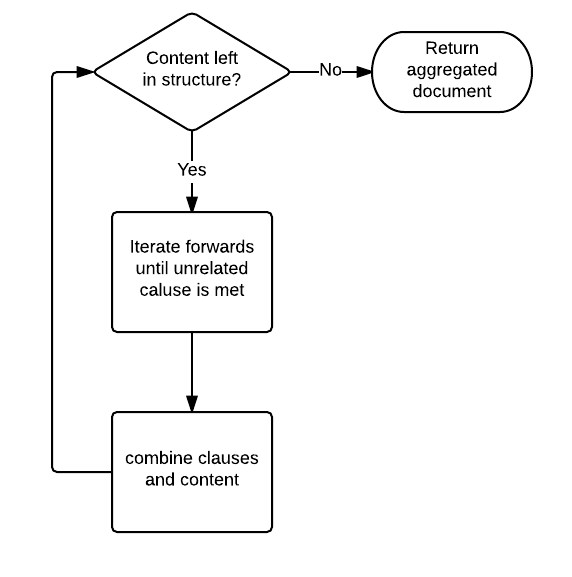 Content left
in structure?
No
Return
aggregated
document
Yes
Iterate forwards
until unrelated
caluse is met
combine clauses
and content